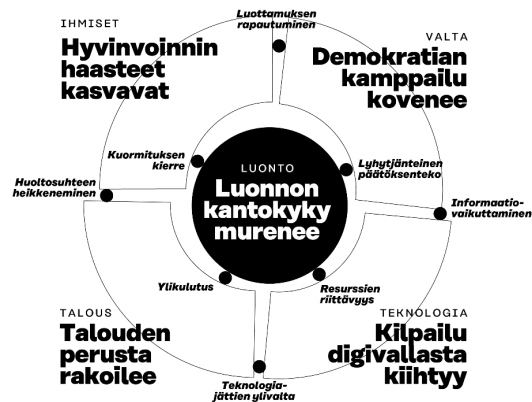 IHMISET
Hyvinvoinnin
haasteet
kasvavat
Luottamuksen
rapautuminen
VALTA
Demokratian
kamppailu
kovenee
Kuormituksen
kierre
Lyhytjänteinen
päätöksenteko
Huoltosuhteen
heikkeneminen
LUONTO
Luonnon
kantokyky
murenee
Informaatio-
vaikuttaminen
Ylikulutus
Resurssien
riittävyys
TALOUS
Talouden
perusta
rakoilee
TEKNOLOGIA
Kilpailu
digivallasta
kiihtyy
Teknologia-
jättien ylivalta